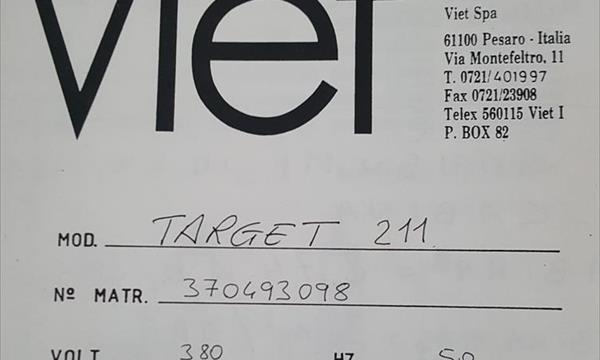 Viet
Viet Spa
61100 Pesaro - Italia
Via Montefeltro, 11
T. 0721/401997
Fax 0721/23908
Telex 560115 Viet I
P. BOX 82
MOD. TARGET 211
Nº MATR. 370493098
VOLT 380 HZ 50